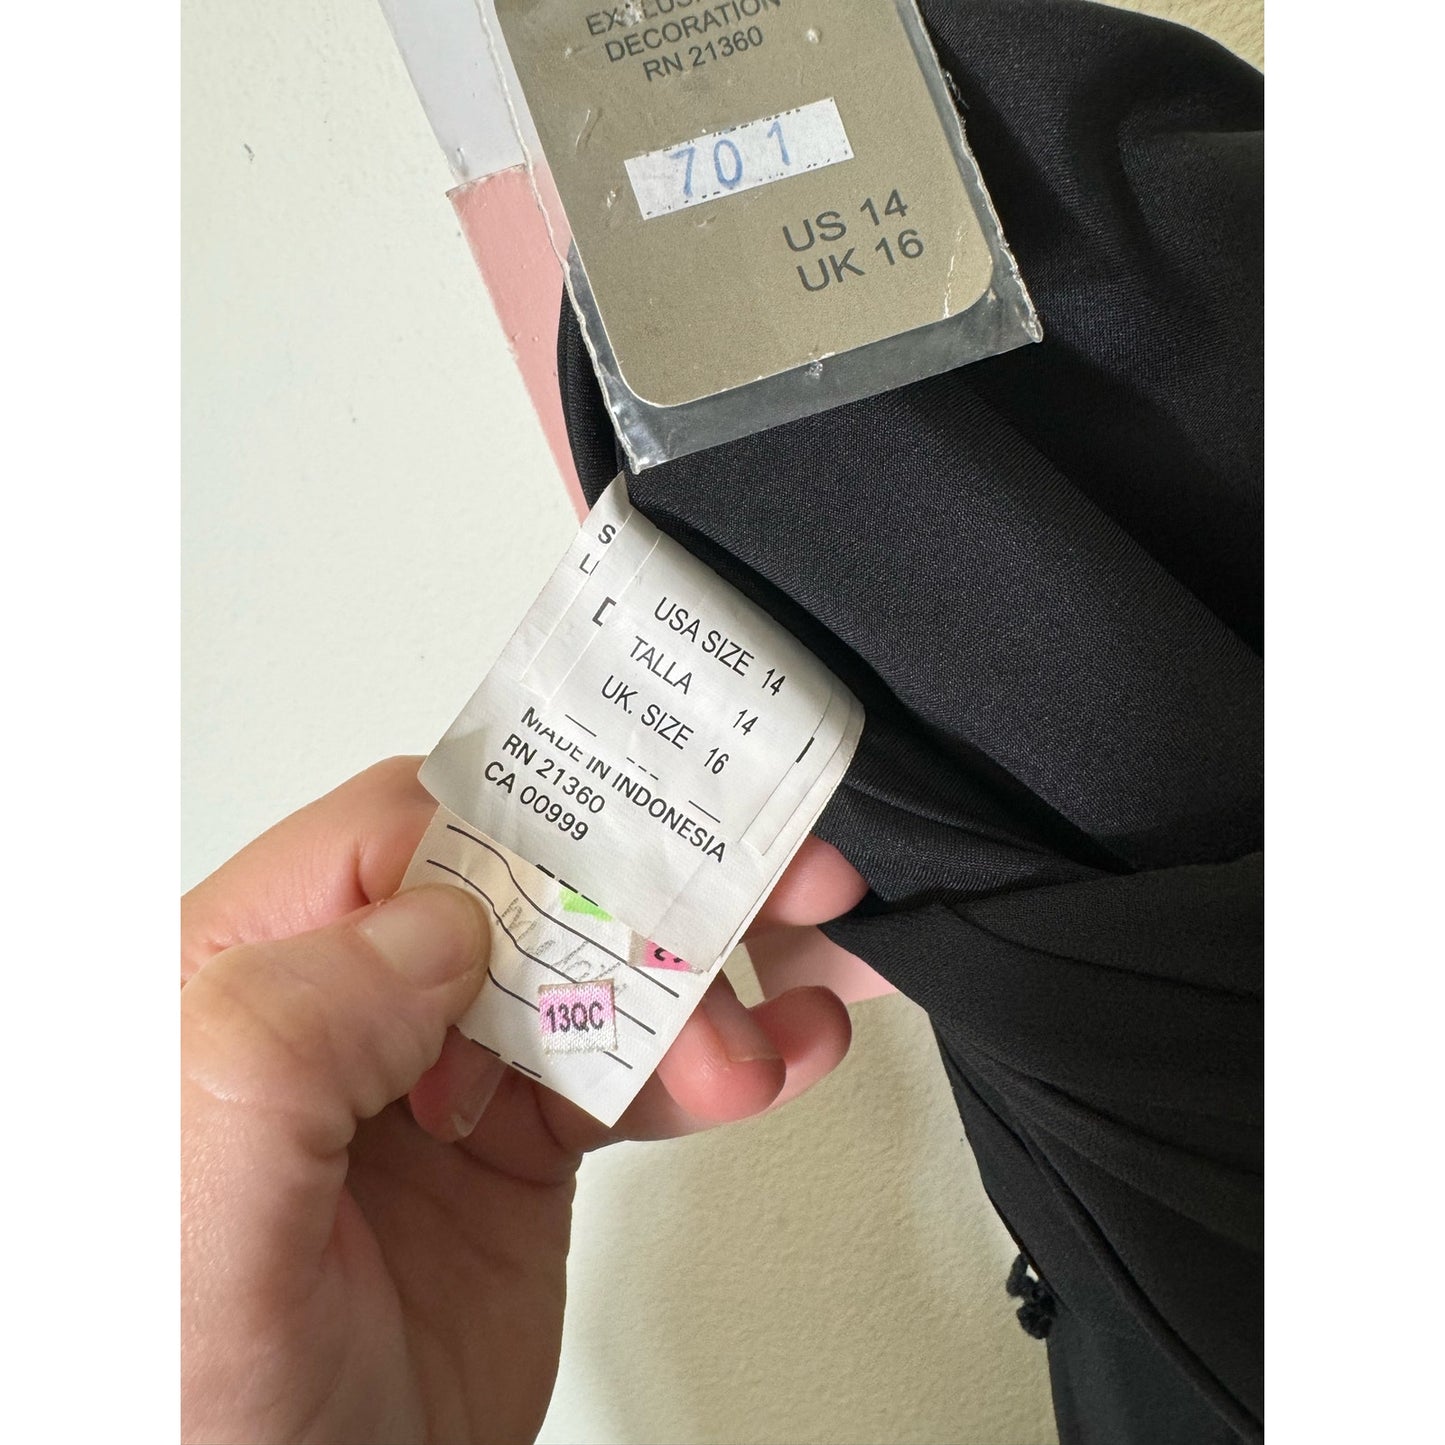 DECORATION
RN 21360
701
US 14
UK 16
USA SIZE 14
TALLA 14
UK. SIZE 16
MADE IN INDONESIA
RN 21360
CA 00999
13QC